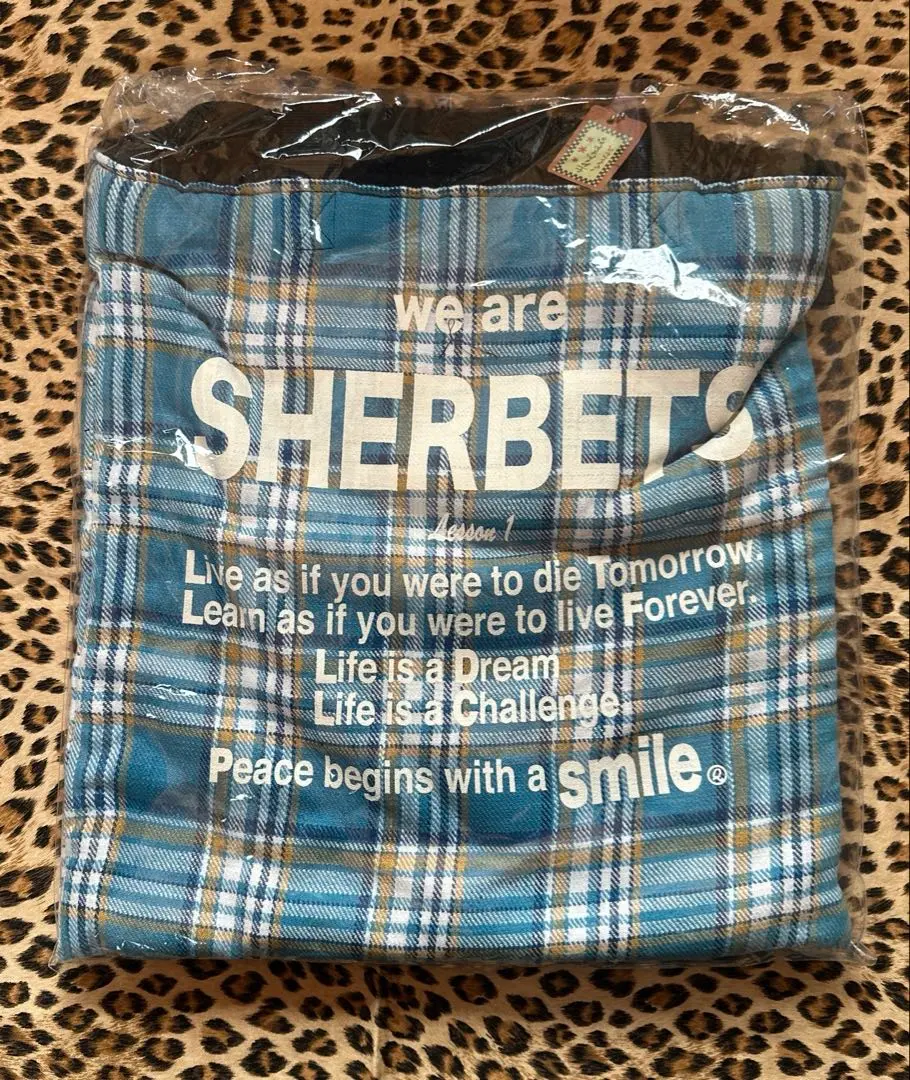 we are
SHERBETS
Lesson 1
Live as if you were to die Tomorrow.
Learn as if you were to live Forever.
Life is a Dream
Life is a Challenge
Peace begins with a smile®